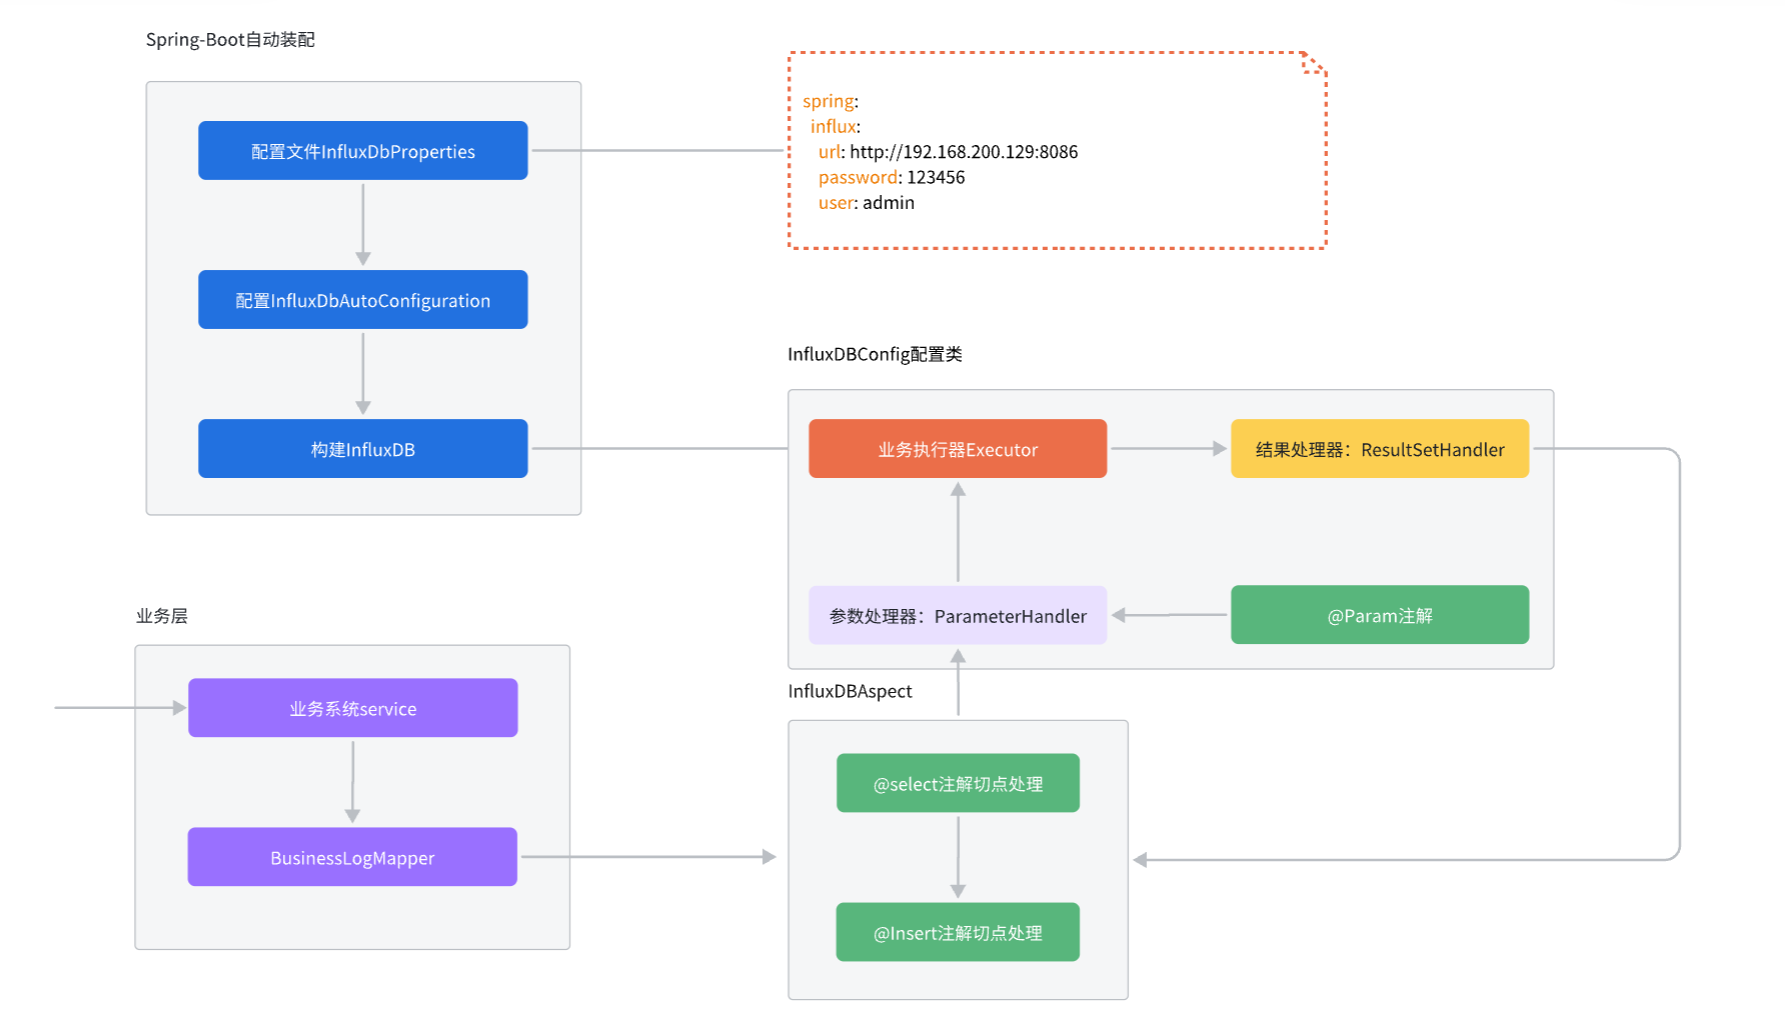 Spring-Boot自动装配
配置文件InfluxDbProperties
配置InfluxDbAutoConfiguration
构建InfluxDB
spring:
influx:
url: http://192.168.200.129:8086
password: 123456
user: admin
InfluxDBConfig配置类
业务执行器Executor
结果处理器：ResultSetHandler
参数处理器：ParameterHandler
@Param注解
业务层
业务系统service
BusinessLogMapper
InfluxDBAspect
@select注解切点处理
@Insert注解切点处理